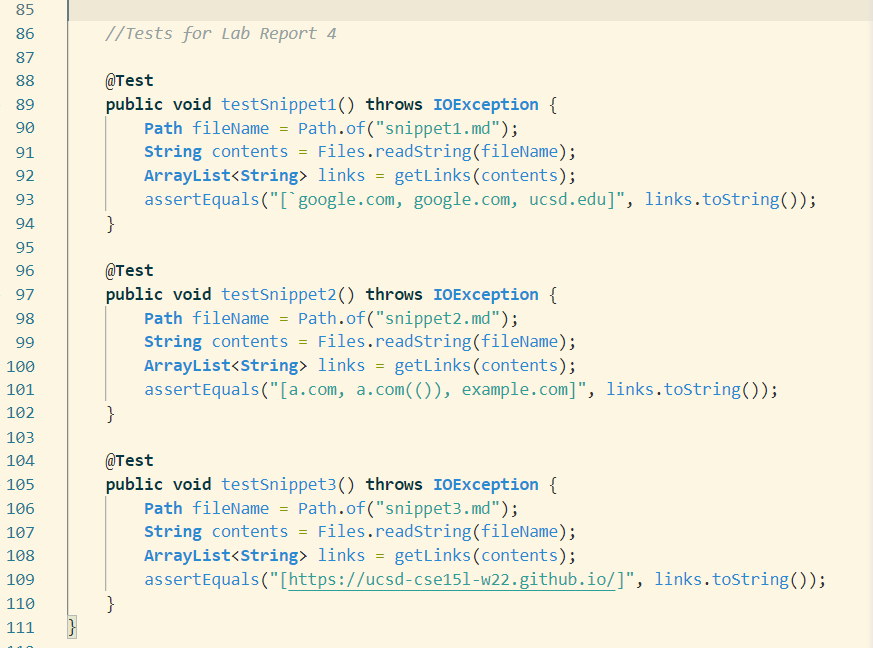 85
86 //Tests for Lab Report 4
87
88 @Test
89 public void testSnippet1() throws IOException {
90 Path fileName = Path.of("snippet1.md");
91 String contents = Files.readString(fileName);
92 ArrayList<String> links = getLinks(contents);
93 assertEquals("[`google.com, google.com, ucsd.edu]", links.toString());
94 }
95
96 @Test
97 public void testSnippet2() throws IOException {
98 Path fileName = Path.of("snippet2.md");
99 String contents = Files.readString(fileName);
100 ArrayList<String> links = getLinks(contents);
101 assertEquals("[a.com, a.com(()), example.com]", links.toString());
102 }
103
104 @Test
105 public void testSnippet3() throws IOException {
106 Path fileName = Path.of("snippet3.md");
107 String contents = Files.readString(fileName);
108 ArrayList<String> links = getLinks(contents);
109 assertEquals("[https://ucsd-cse15l-w22.github.io/]", links.toString());
110 }
111 }